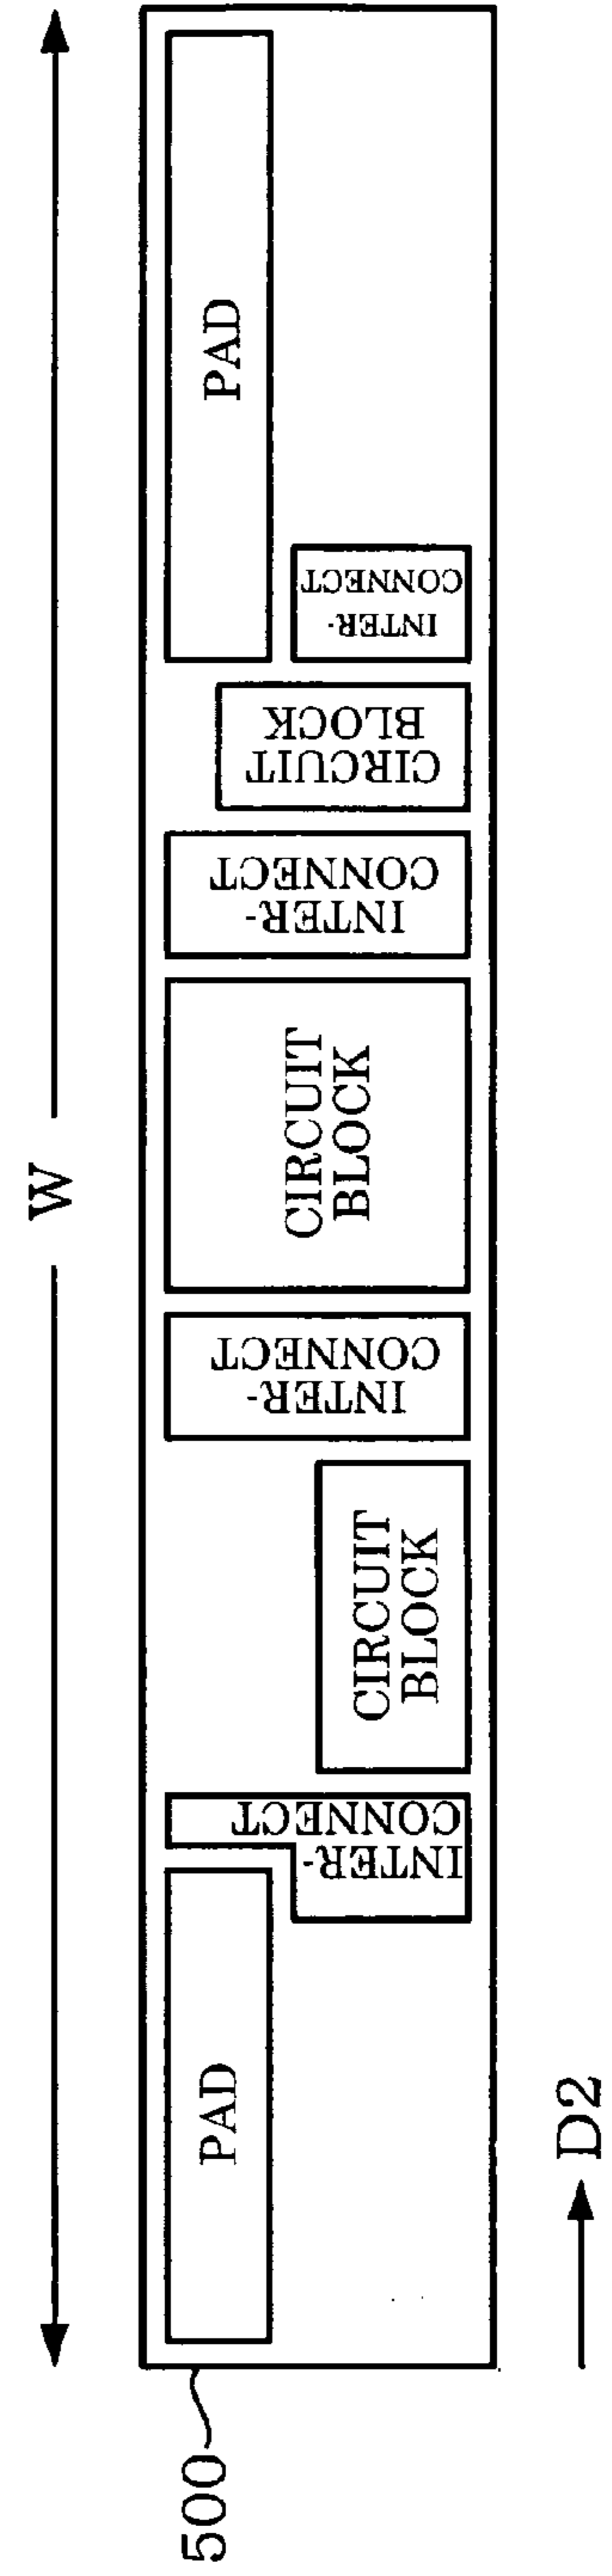 W
500
PAD
INTER-
CONNECT
CIRCUIT
BLOCK
INTER-
CONNECT
CIRCUIT
BLOCK
INTER-
CONNECT
CIRCUIT
BLOCK
INTER-
CONNECT
PAD
D2